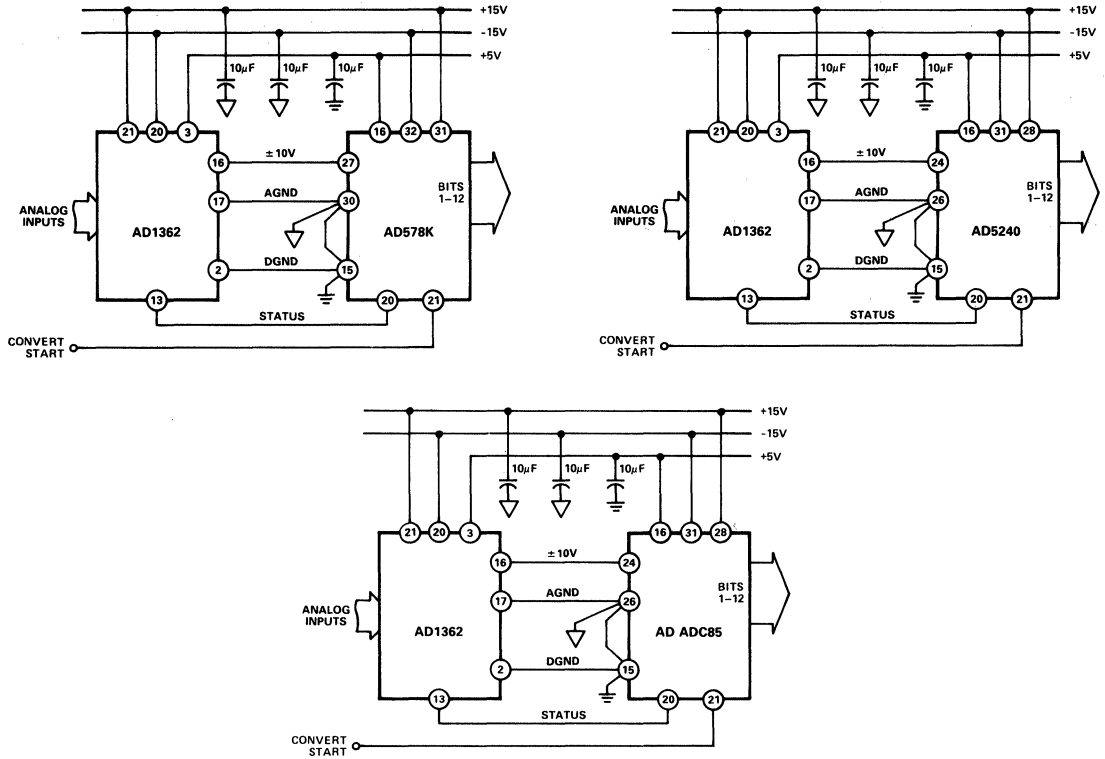 +15V
-15V
+5V
10µF 10µF 10µF
21 20 3 16 32 31
16 ± 10V 27
17 AGND 30
BITS
1–12
ANALOG
INPUTS
AD1362 AD578K
2 DGND 15
13 20 21
STATUS
CONVERT
START
+15V
-15V
+5V
10µF 10µF 10µF
21 20 3 16 31 28
16 ± 10V 24
17 AGND 26
BITS
1–12
ANALOG
INPUTS
AD1362 AD5240
2 DGND 15
13 20 21
STATUS
CONVERT
START
+15V
-15V
+5V
10µF 10µF 10µF
21 20 3 16 31 28
16 ± 10V 24
17 AGND 26
BITS
1–12
ANALOG
INPUTS
AD1362 AD ADC85
2 DGND 15
13 20 21
STATUS
CONVERT
START